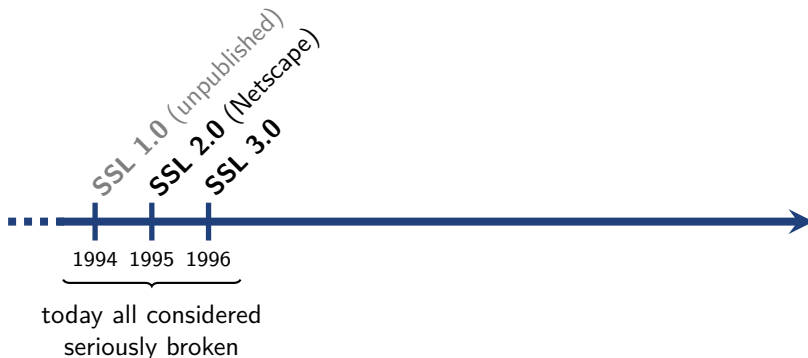 SSL 1.0 (unpublished)
SSL 2.0 (Netscape)
SSL 3.0
1994 1995 1996
today all considered
seriously broken